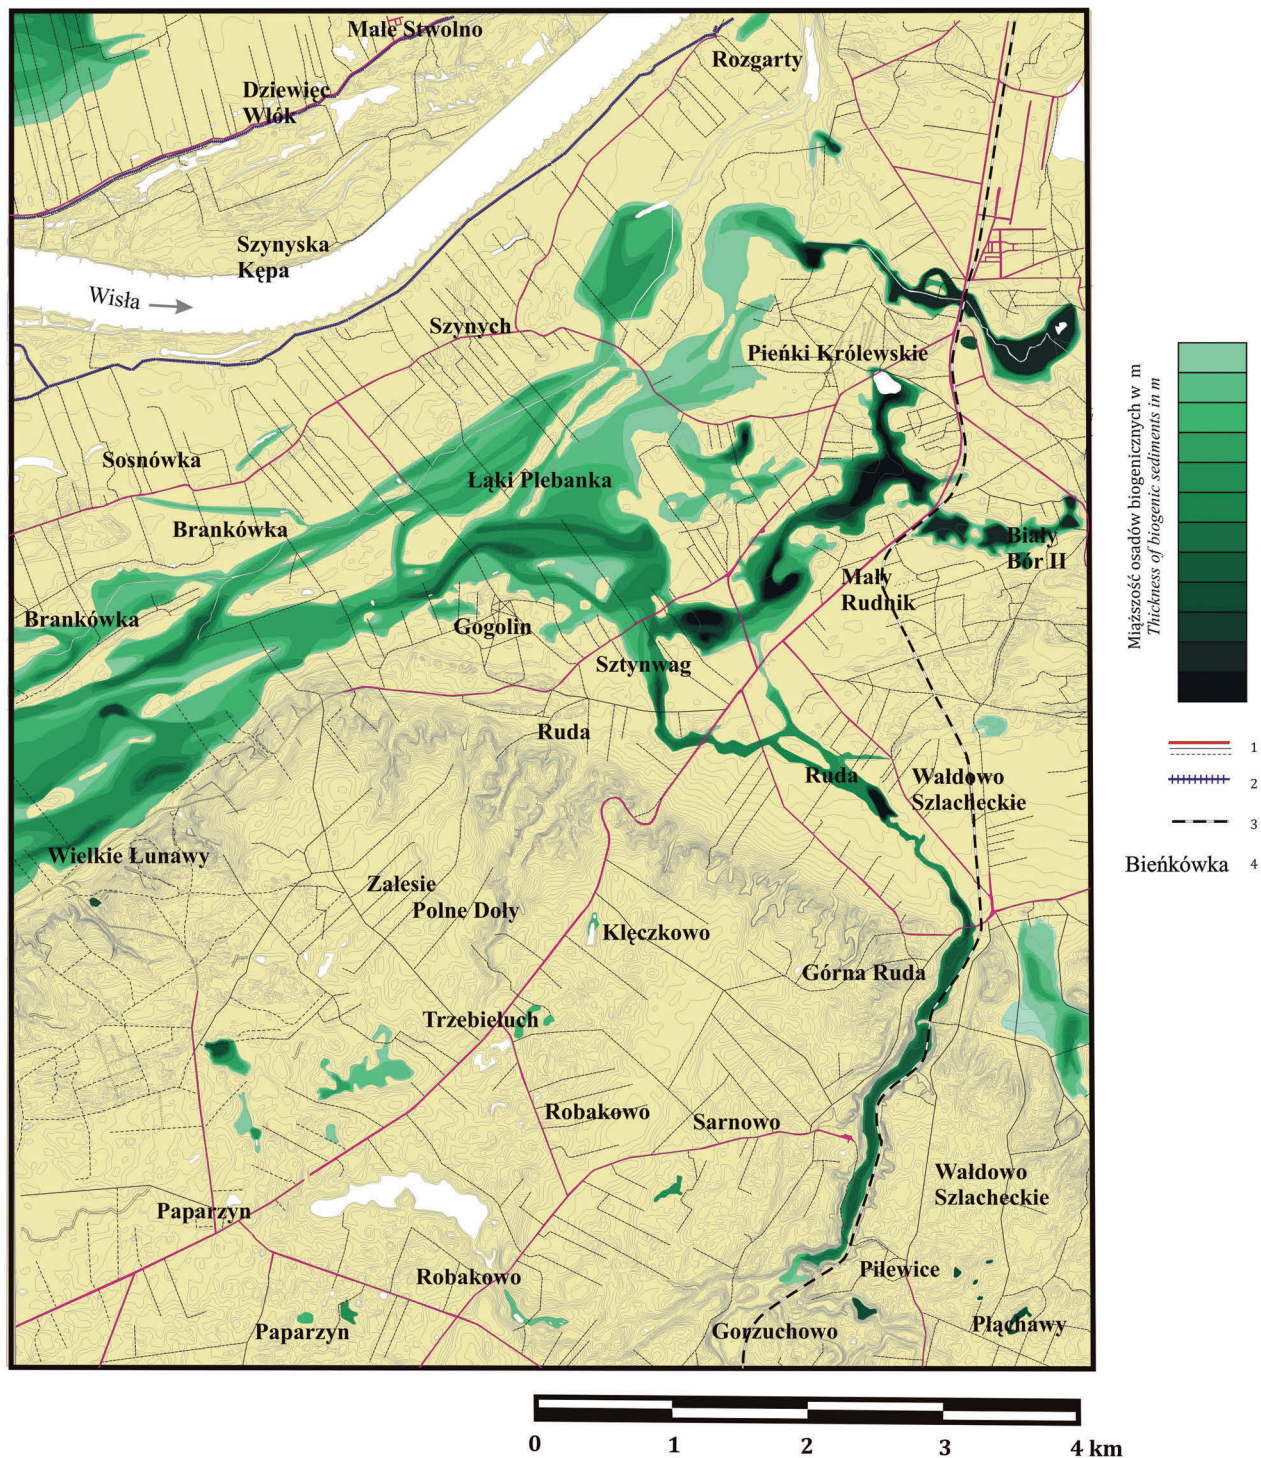 Małe Stwolno
Rozgarty
Dziewięc
Włók
Szynyska
Kępa
Wisła
Szynych
Pieńki Królewskie
Sosnówka
Łąki Plebanka
Brankówka
Biały
Bór II
Mały
Rudnik
Brankówka
Gogolin
Sztynwag
Ruda
Ruda
Wałdowo
Szlacheckie
Wielkie Łunawy
Zalesie
Polne Doły
Klęczkowo
Górna Ruda
Trzebiełuch
Robakowo
Sarnowo
Wałdowo
Szlacheckie
Paparzyn
Robakowo
Pilewice
Paparzyn
Gorzuchowo
Płąchawy
Miąższość osadów biogenicznych w m
Thickness of biogenic sediments in m
1
2
3
Bieńkówka 4
0 1 2 3 4 km